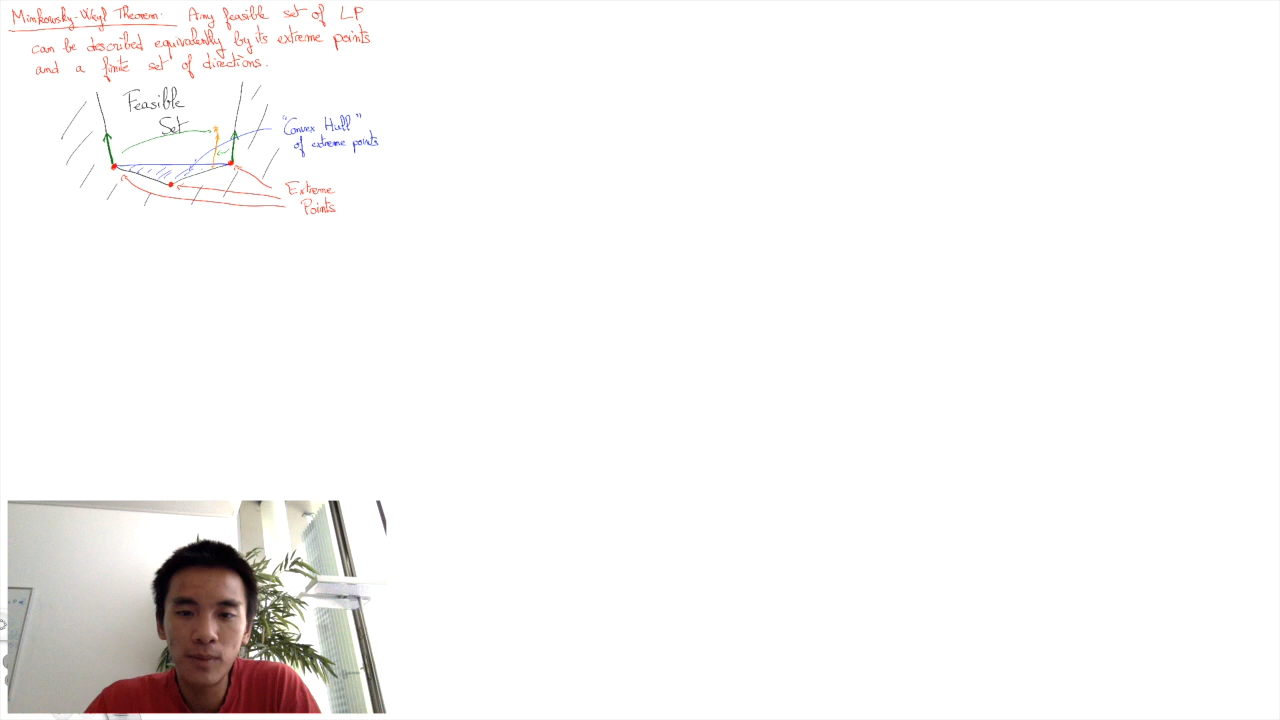 Minkowsky-Weyl Theorem. Any feasible set of LP
can be described equivalently by its extreme points
and a finite set of directions.
Feasible
Set
"Convex Hull"
of extreme points
Extreme
Points